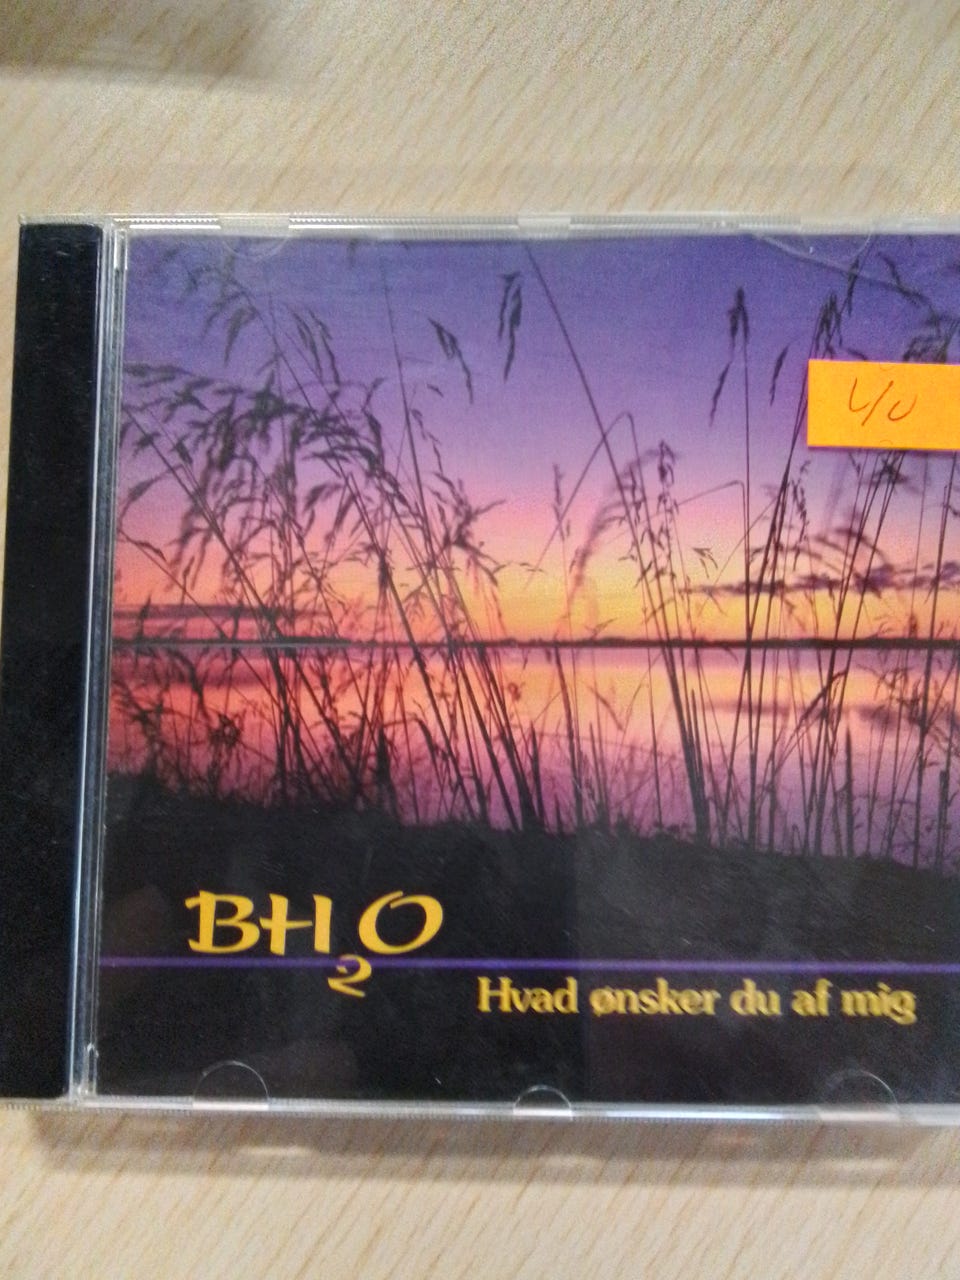 BH₂O
Hvad ønsker du af mig